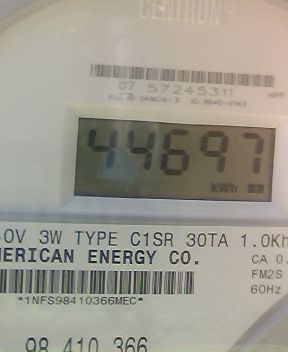 CENTRON®
07 57245311
44697
kWh
0V 3W TYPE C1SR 30TA 1.0Kh
MERICAN ENERGY CO.
CA 0.
FM2S
60Hz
*1NFS98410366MEC*
98 410 366